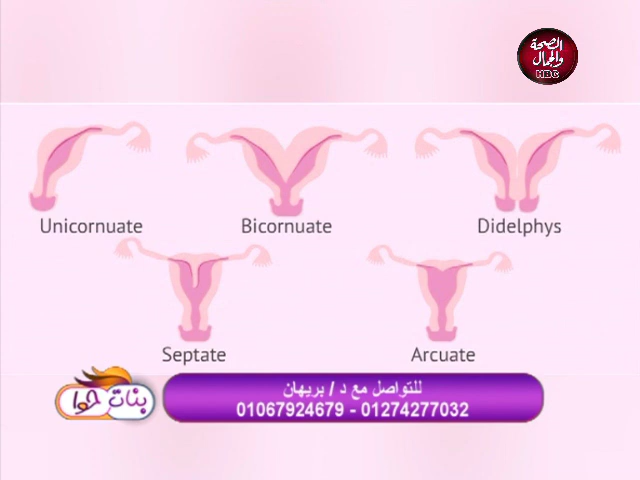 الصحة
والجمال
HBC
Unicornuate
Bicornuate
Didelphys
Septate
Arcuate
بنات حوا
للتواصل مع د / بريهان
01067924679 - 01274277032